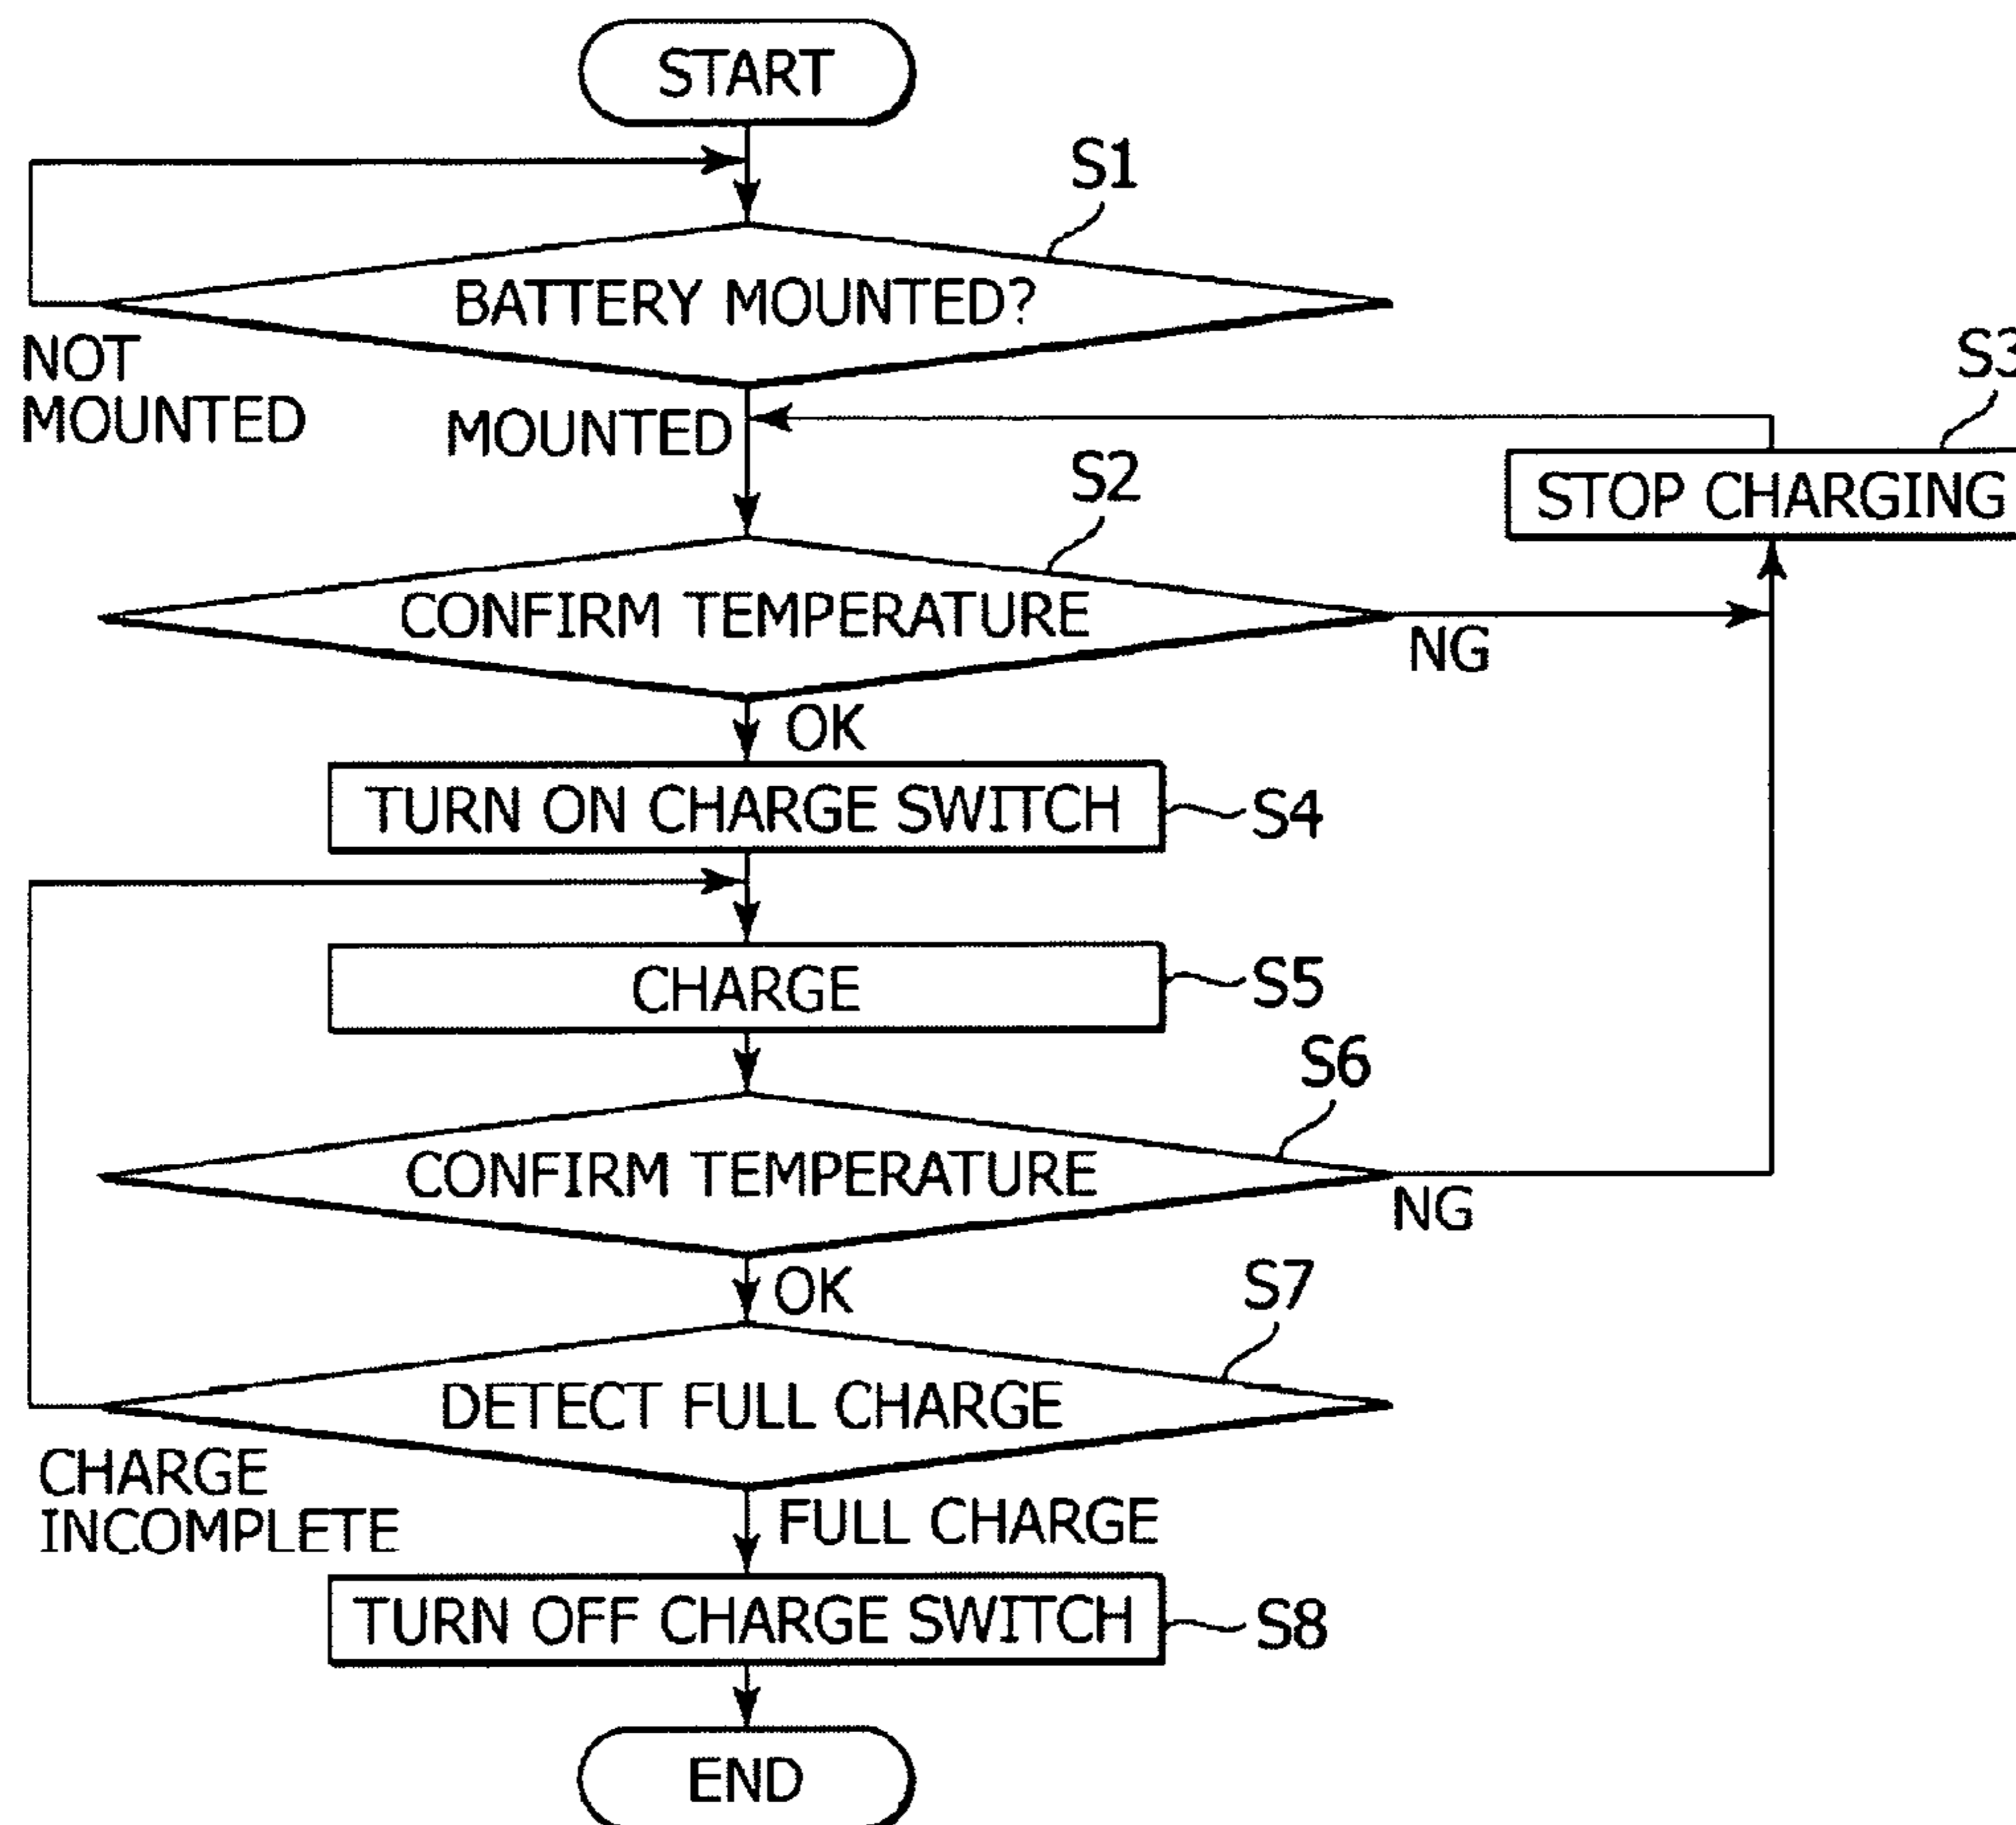 START
S1
BATTERY MOUNTED?
NOT
MOUNTED
MOUNTED
S3
STOP CHARGING
S2
CONFIRM TEMPERATURE
NG
OK
TURN ON CHARGE SWITCH
S4
CHARGE
S5
S6
CONFIRM TEMPERATURE
NG
OK
S7
DETECT FULL CHARGE
CHARGE
INCOMPLETE
FULL CHARGE
TURN OFF CHARGE SWITCH
S8
END